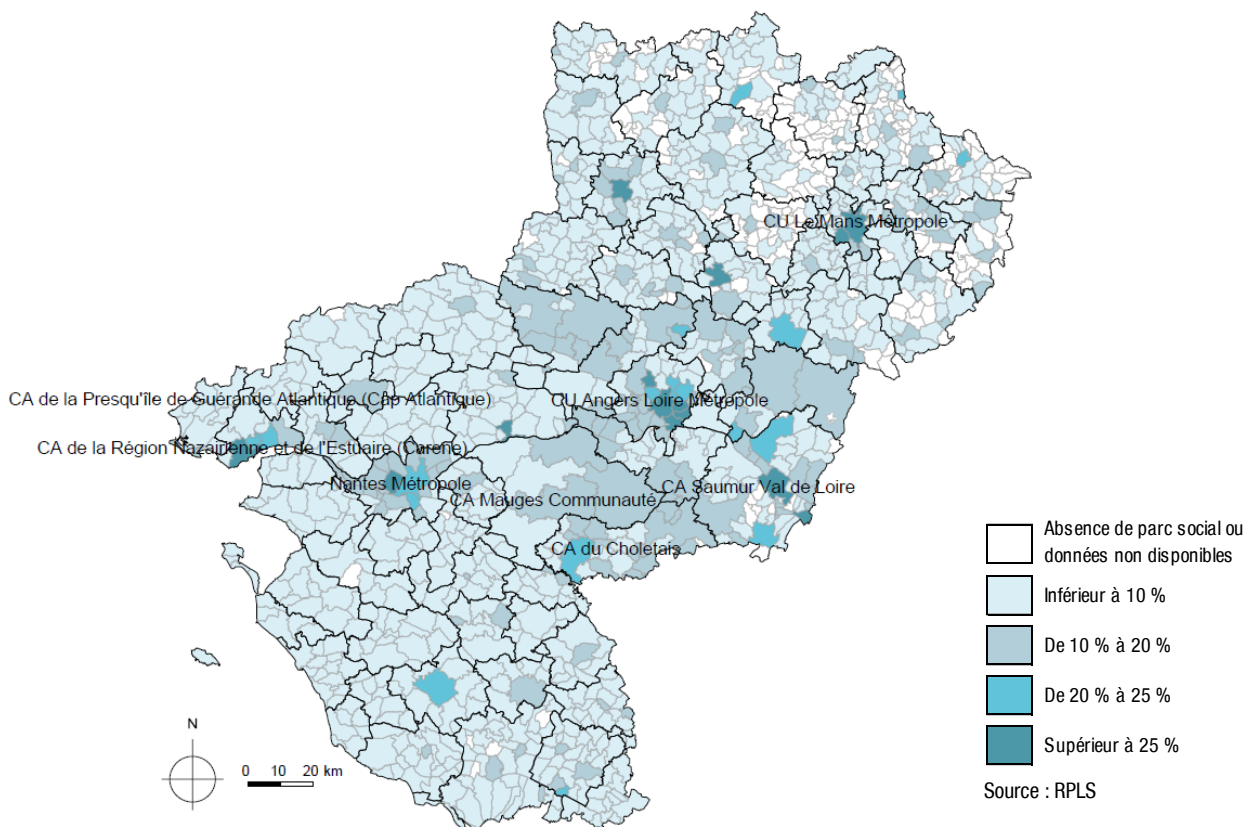 CU Le Mans Métropole
CA de la Presqu'île de Guérande Atlantique (Cap Atlantique)
CU Angers Loire Métropole
CA de la Région Nazairienne et de l'Estuaire (Carene)
Nantes Métropole
CA Mauges Communauté
CA Saumur Val de Loire
CA du Choletais
Absence de parc social ou
données non disponibles
Inférieur à 10 %
De 10 % à 20 %
De 20 % à 25 %
Supérieur à 25 %
Source : RPLS
N
0 10 20 km